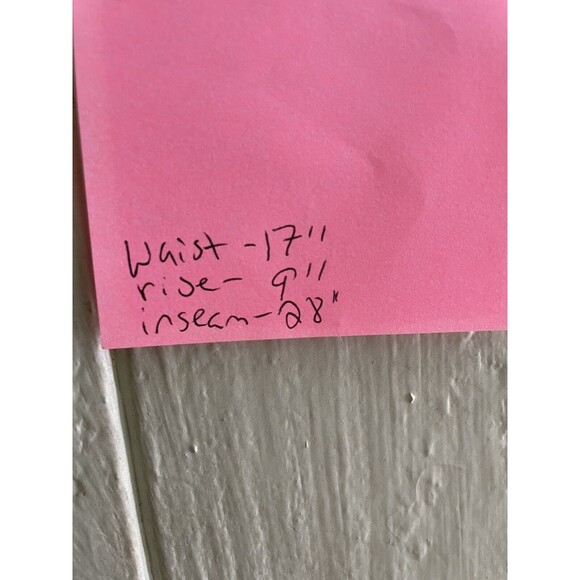 Waist - 17"
rise - 9"
inseam - 28"